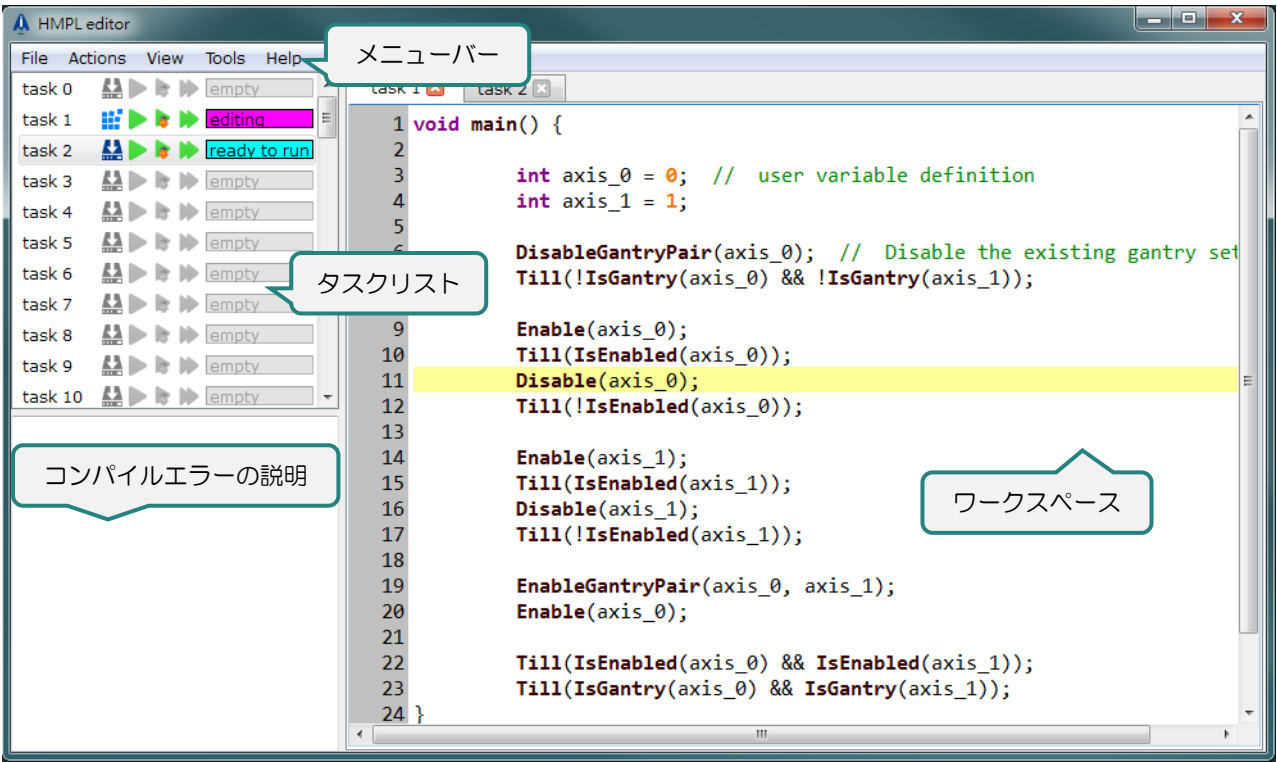 HMPL editor
File Actions View Tools Help
メニューバー
task 0 empty
task 1 editing
task 2 ready to run
task 3 empty
task 4 empty
task 5 empty
task 6 empty
task 7 empty
task 8 empty
task 9 empty
task 10 empty
タスクリスト
コンパイルエラーの説明
task 1 task 2
1 void main() {
2
3 int axis_0 = 0; // user variable definition
4 int axis_1 = 1;
5
6 DisableGantryPair(axis_0); // Disable the existing gantry set
Till(!IsGantry(axis_0) && !IsGantry(axis_1));
9 Enable(axis_0);
10 Till(IsEnabled(axis_0));
11 Disable(axis_0);
12 Till(!IsEnabled(axis_0));
13
14 Enable(axis_1);
15 Till(IsEnabled(axis_1));
16 Disable(axis_1);
17 Till(!IsEnabled(axis_1));
18
19 EnableGantryPair(axis_0, axis_1);
20 Enable(axis_0);
21
22 Till(IsEnabled(axis_0) && IsEnabled(axis_1));
23 Till(IsGantry(axis_0) && IsGantry(axis_1));
24 }
ワークスペース